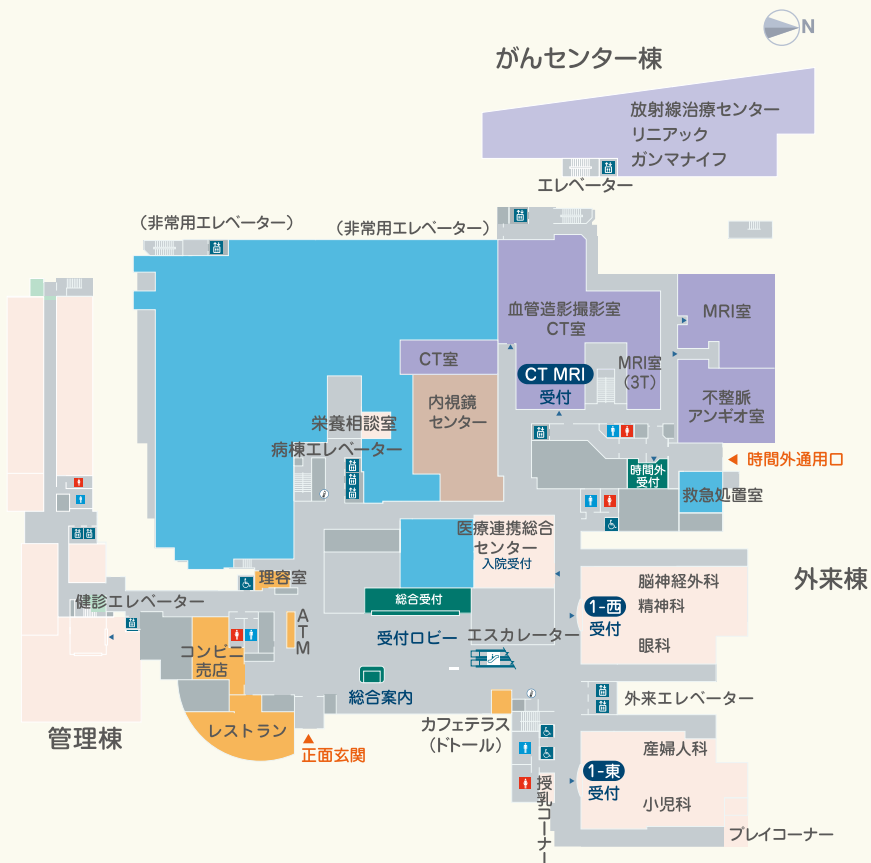 N
がんセンター棟
放射線治療センター
リニアック
ガンマナイフ
エレベーター
（非常用エレベーター）
（非常用エレベーター）
血管造影撮影室
CT室
MRI室
CT室
CT MRI
受付
MRI室
（3T）
不整脈
アンギオ室
内視鏡
センター
栄養相談室
病棟エレベーター
時間外通用口
時間外
受付
救急処置室
医療連携総合
センター
入院受付
外来棟
脳神経外科
精神科
眼科
1-西
受付
理容室
健診エレベーター
総合受付
ATM
受付ロビー
エスカレーター
コンビニ
売店
総合案内
外来エレベーター
管理棟
レストラン
正面玄関
カフェテラス
（ドトール）
産婦人科
1-東
受付
小児科
授乳コーナー
プレイコーナー